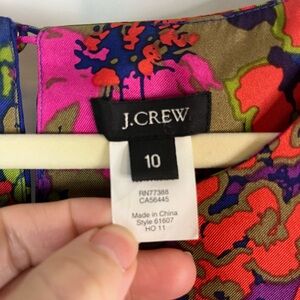 J.CREW
10
RN77388
CA56445
Made in China
Style 61607
HO 11